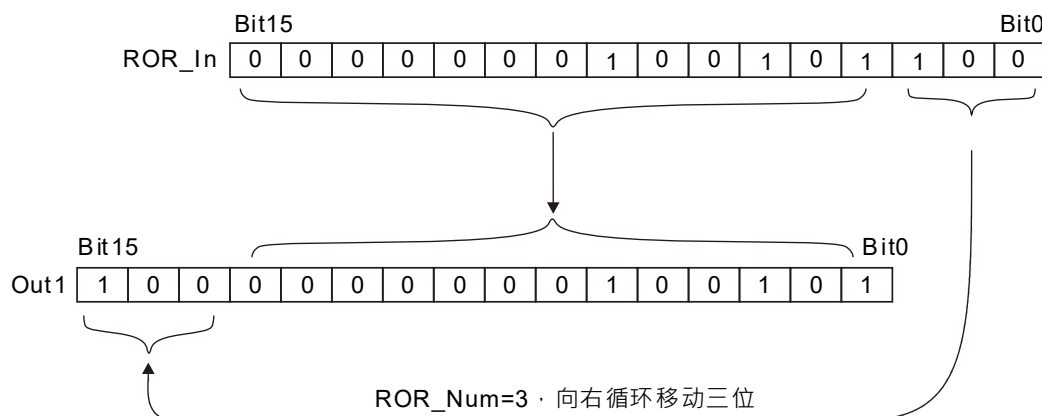 Bit15 Bit0
ROR_In 0 0 0 0 0 0 0 1 0 0 1 0 1 1 0 0
Bit15 Bit0
Out1 1 0 0 0 0 0 0 0 0 0 1 0 0 1 0 1
ROR_Num=3，向右循环移动三位